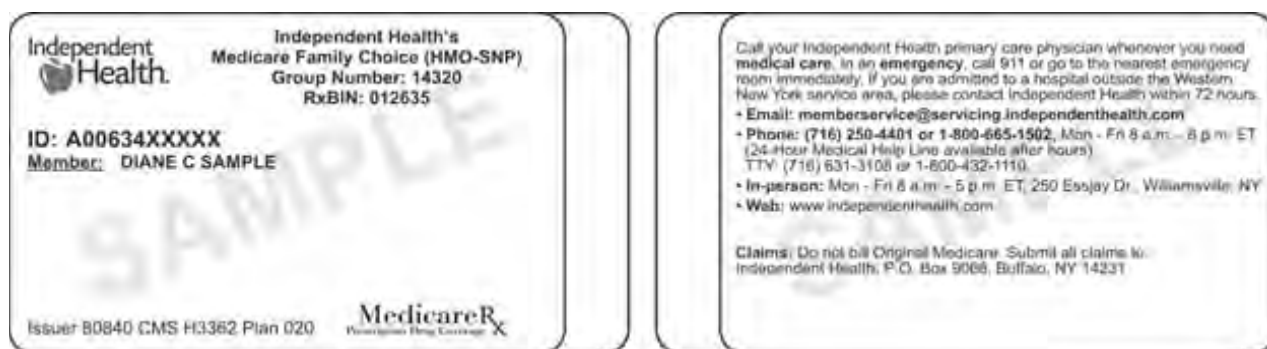 Independent
Health.
Independent Health's
Medicare Family Choice (HMO-SNP)
Group Number: 14320
RxBIN: 012635
ID: A00634XXXXX
Member: DIANE C SAMPLE
SAMPLE
Issuer 80840 CMS H3362 Plan 020
MedicareRx
Prescription Drug Coverage
Call your Independent Health primary care physician whenever you need
medical care. In an emergency, call 911 or go to the nearest emergency
room immediately. If you are admitted to a hospital outside the Western
New York service area, please contact Independent Health within 72 hours.
• Email: memberservice@servicing.independenthealth.com
• Phone: (716) 250-4401 or 1-800-665-1502, Mon - Fri 8 a.m. - 8 p.m. ET
(24-Hour Medical Help Line available after hours)
TTY: (716) 631-3108 or 1-800-432-1110.
• In-person: Mon - Fri 8 a.m. - 5 p.m. ET, 250 Essjay Dr., Williamsville, NY
• Web: www.independenthealth.com
Claims: Do not bill Original Medicare. Submit all claims to:
Independent Health, P.O. Box 9066, Buffalo, NY 14231
SAMPLE